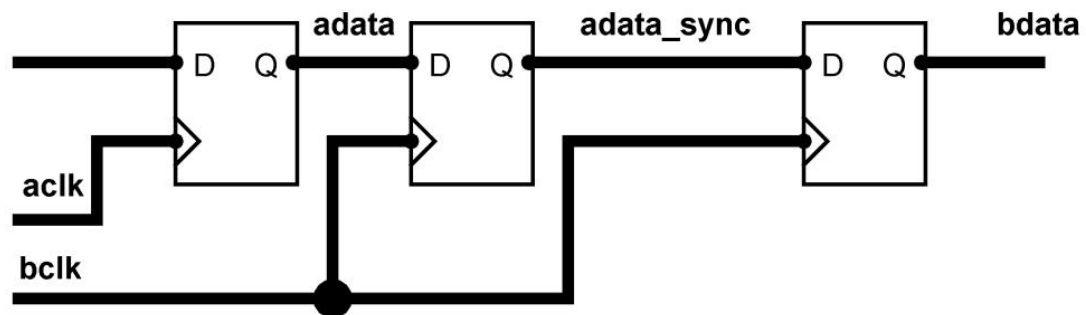 adata adata_sync bdata
D Q D Q D Q
aclk
bclk